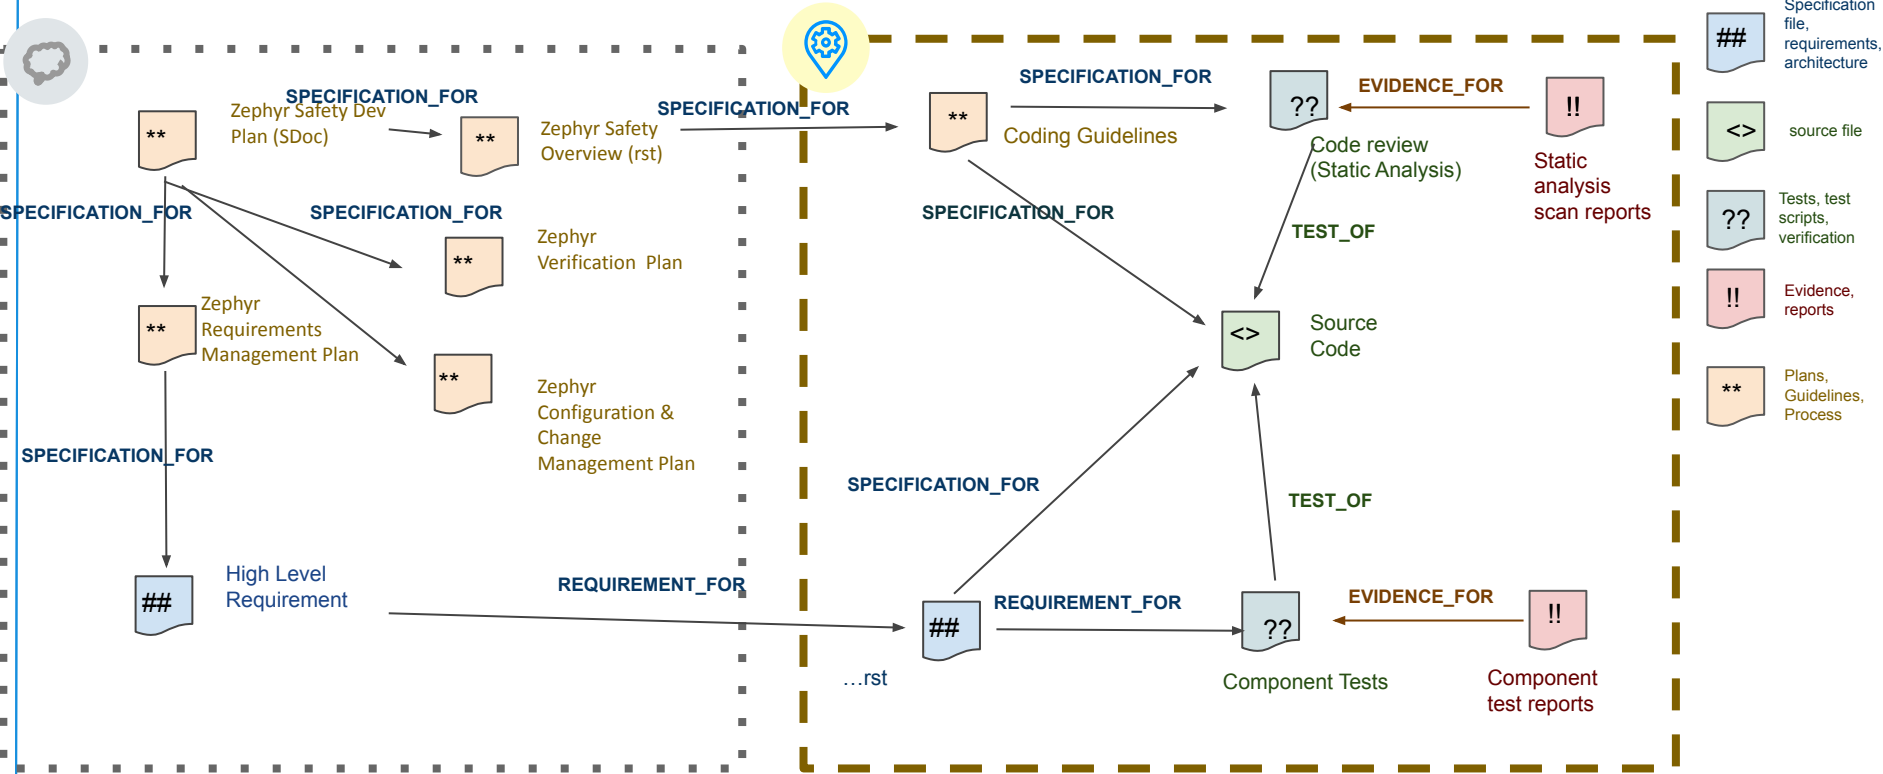 SPECIFICATION_FOR
Zephyr Safety Dev
Plan (SDoc)
**
SPECIFICATION_FOR
**
Zephyr Safety
Overview (rst)
SPECIFICATION_FOR
SPECIFICATION_FOR
Zephyr
Verification Plan
**
**
Zephyr
Requirements
Management Plan
**
Zephyr
Configuration &
Change
Management Plan
SPECIFICATION_FOR
##
High Level
Requirement
REQUIREMENT_FOR
SPECIFICATION_FOR
**
Coding Guidelines
SPECIFICATION_FOR
??
Code review
(Static Analysis)
EVIDENCE_FOR
!!
Static
analysis
scan reports
SPECIFICATION_FOR
TEST_OF
<>
Source
Code
SPECIFICATION_FOR
TEST_OF
##
…rst
REQUIREMENT_FOR
??
Component Tests
EVIDENCE_FOR
!!
Component
test reports
##
Specification
file,
requirements,
architecture
<>
source file
??
Tests, test
scripts,
verification
!!
Evidence,
reports
**
Plans,
Guidelines,
Process